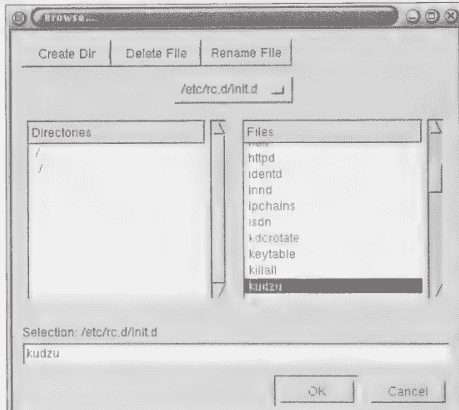 Browse...
Create Dir Delete File Rename File
/etc/rc.d/init.d
Directories
/
/
Files
httpd
identd
innd
ipchains
isdn
kdcrotate
keytable
killall
kudzu
Selection: /etc/rc.d/init.d
kudzu
OK Cancel